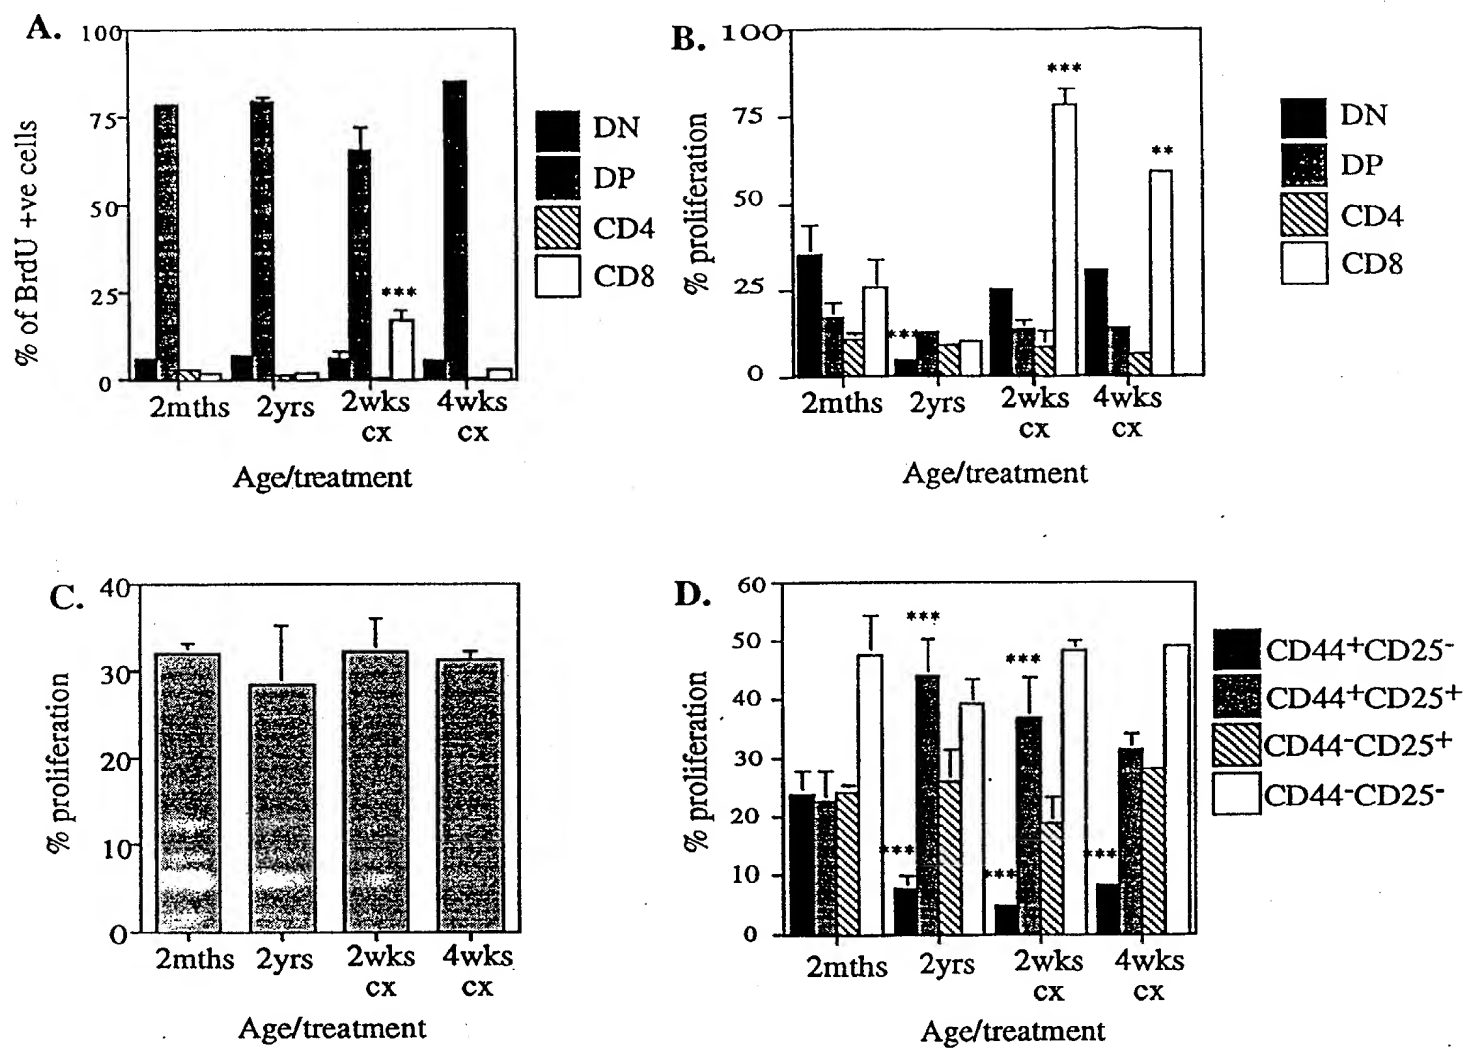 A.
100
75
50
25
0
% of BrdU +ve cells
2mths 2yrs 2wks cx 4wks cx
Age/treatment
***
DN
DP
CD4
CD8
B.
100
75
50
25
0
% proliferation
***
***
**
2mths 2yrs 2wks cx 4wks cx
Age/treatment
DN
DP
CD4
CD8
C.
40
30
20
10
0
% proliferation
2mths 2yrs 2wks cx 4wks cx
Age/treatment
D.
60
50
40
30
20
10
0
% proliferation
***
***
***
***
***
2mths 2yrs 2wks cx 4wks cx
Age/treatment
CD44+CD25-
CD44+CD25+
CD44-CD25+
CD44-CD25-